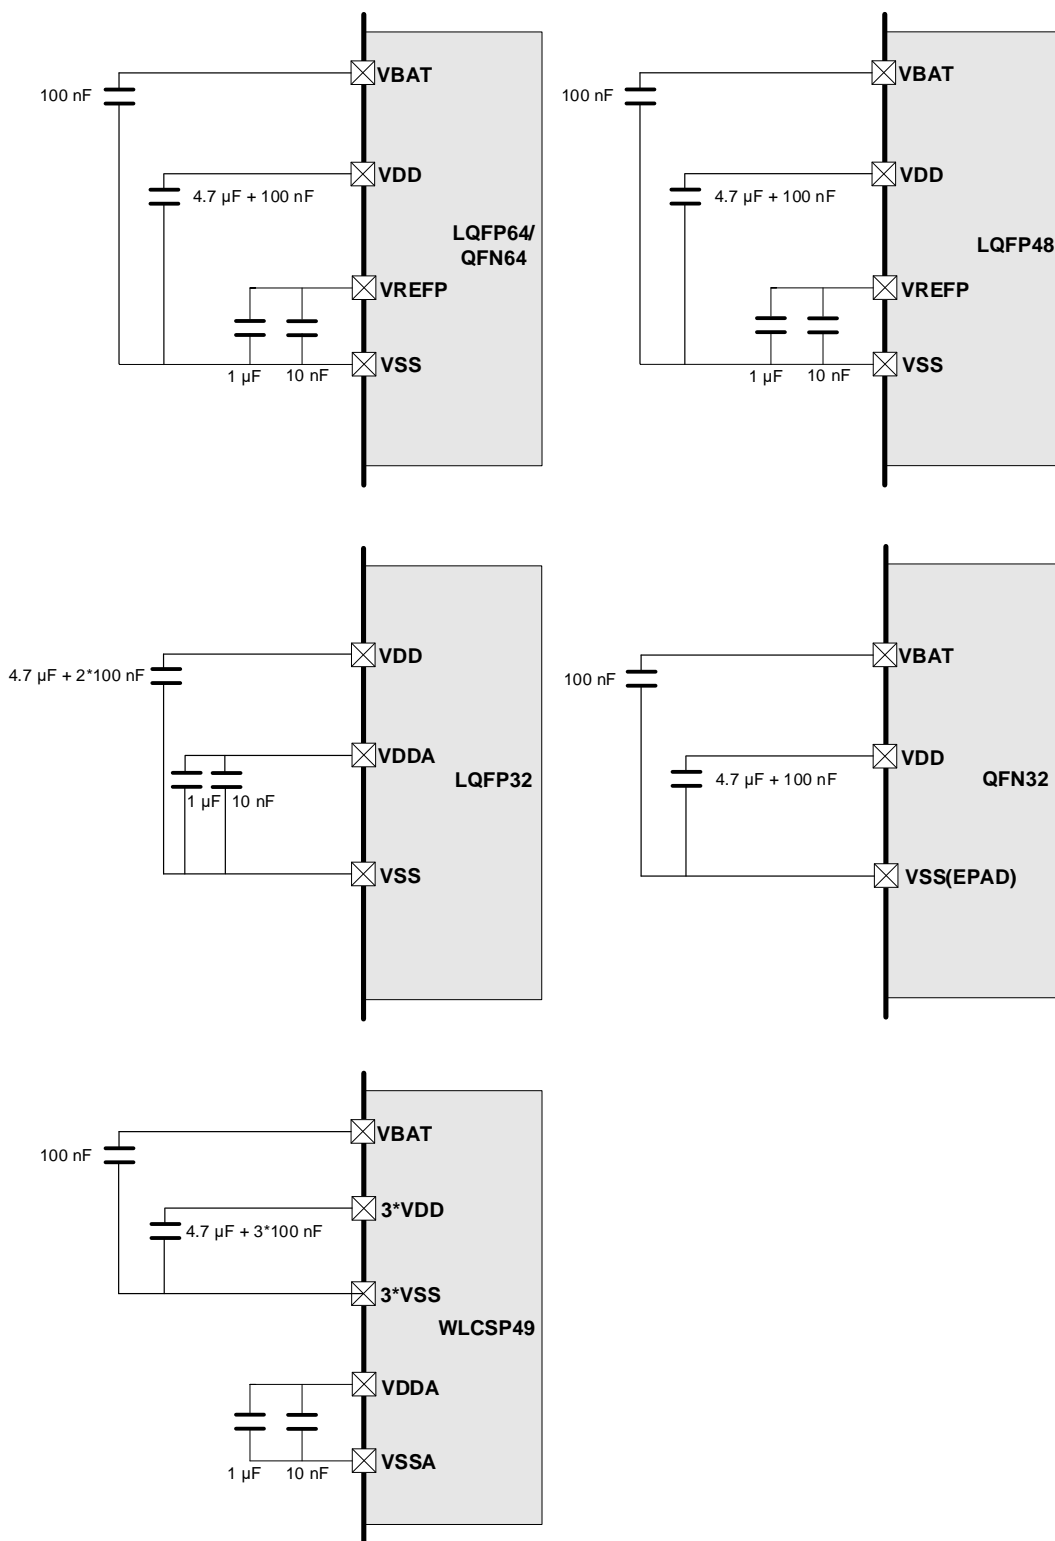 VBAT
100 nF
VDD
4.7 µF + 100 nF
LQFP64/
QFN64
VREFP
VSS
1 µF
10 nF
VBAT
100 nF
VDD
4.7 µF + 100 nF
LQFP48
VREFP
VSS
1 µF
10 nF
VDD
4.7 µF + 2*100 nF
VDDA
LQFP32
1 µF
10 nF
VSS
VBAT
100 nF
VDD
4.7 µF + 100 nF
QFN32
VSS(EPAD)
VBAT
100 nF
3*VDD
4.7 µF + 3*100 nF
3*VSS
WLCSP49
VDDA
VSSA
1 µF
10 nF